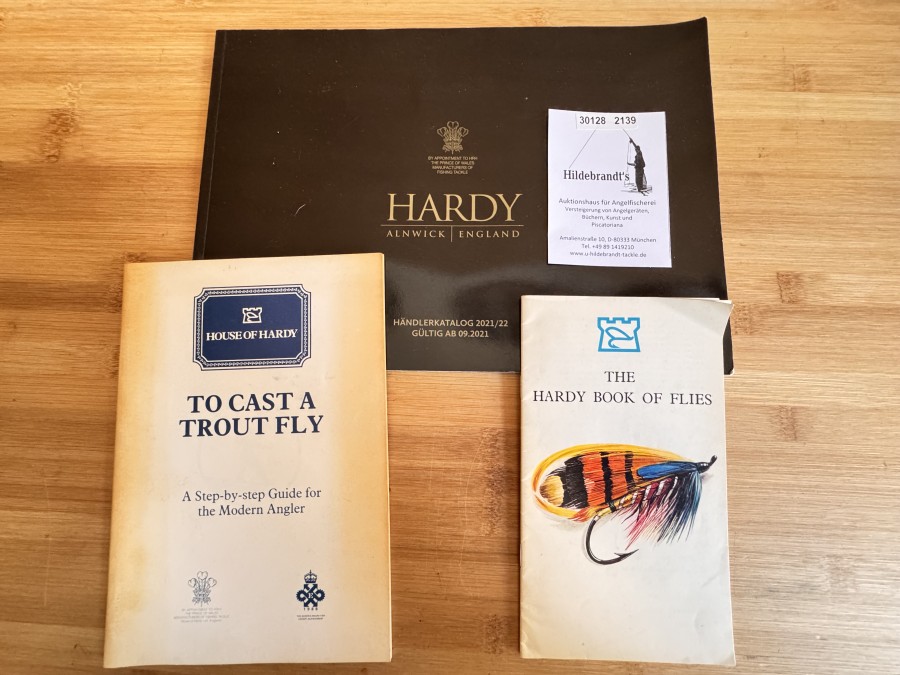 BY APPOINTMENT TO HRH
THE PRINCE OF WALES
MANUFACTURERS OF
FISHING TACKLE
HARDY
ALNWICK | ENGLAND
HÄNDLERKATALOG 2021/22
GÜLTIG AB 09.2021
30128 2139
Hildebrandt's
Auktionshaus für Angelfischerei
Versteigerung von Angelgeräten,
Büchern, Kunst und
Piscatoriana
Amalienstraße 10, D-80333 München
Tel. +49 89 1419210
www.u-hildebrandt-tackle.de
HOUSE OF HARDY
TO CAST A
TROUT FLY
A Step-by-step Guide for
the Modern Angler
THE
HARDY BOOK OF FLIES